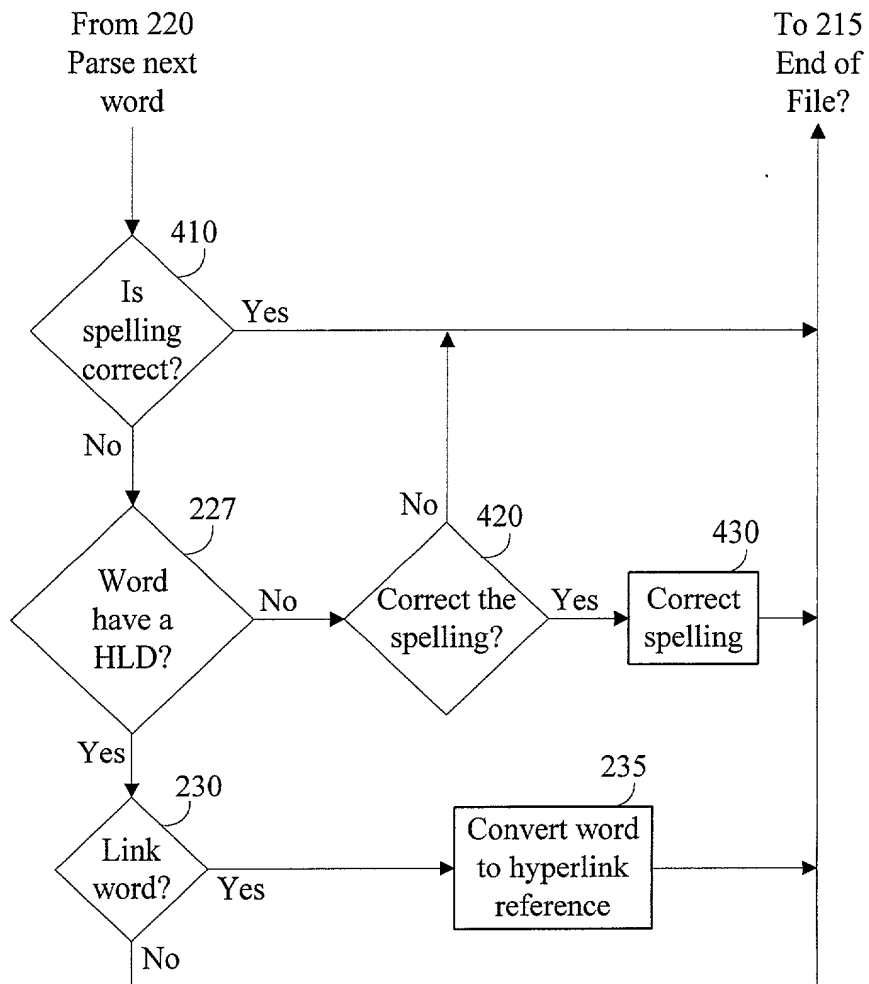 From 220
Parse next
word
To 215
End of
File?
410
Is
spelling
correct?
Yes
No
227
Word
have a
HLD?
No
No
420
Correct the
spelling?
Yes
430
Correct
spelling
Yes
230
Link
word?
Yes
235
Convert word
to hyperlink
reference
No